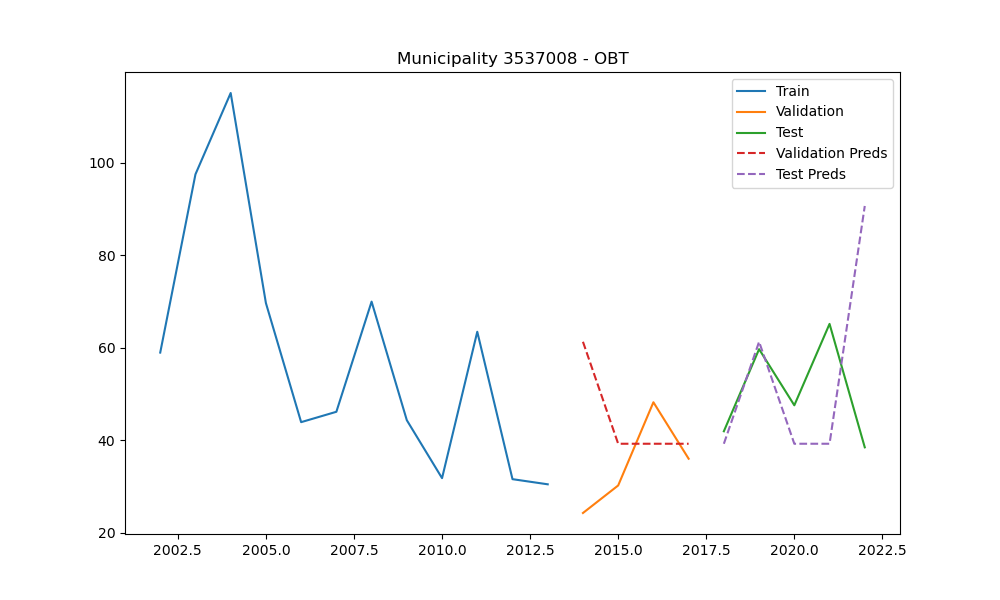 Municipality 3537008 - OBT
Train
Validation
Test
Validation Preds
Test Preds
100
80
60
40
20
2002.5 2005.0 2007.5 2010.0 2012.5 2015.0 2017.5 2020.0 2022.5